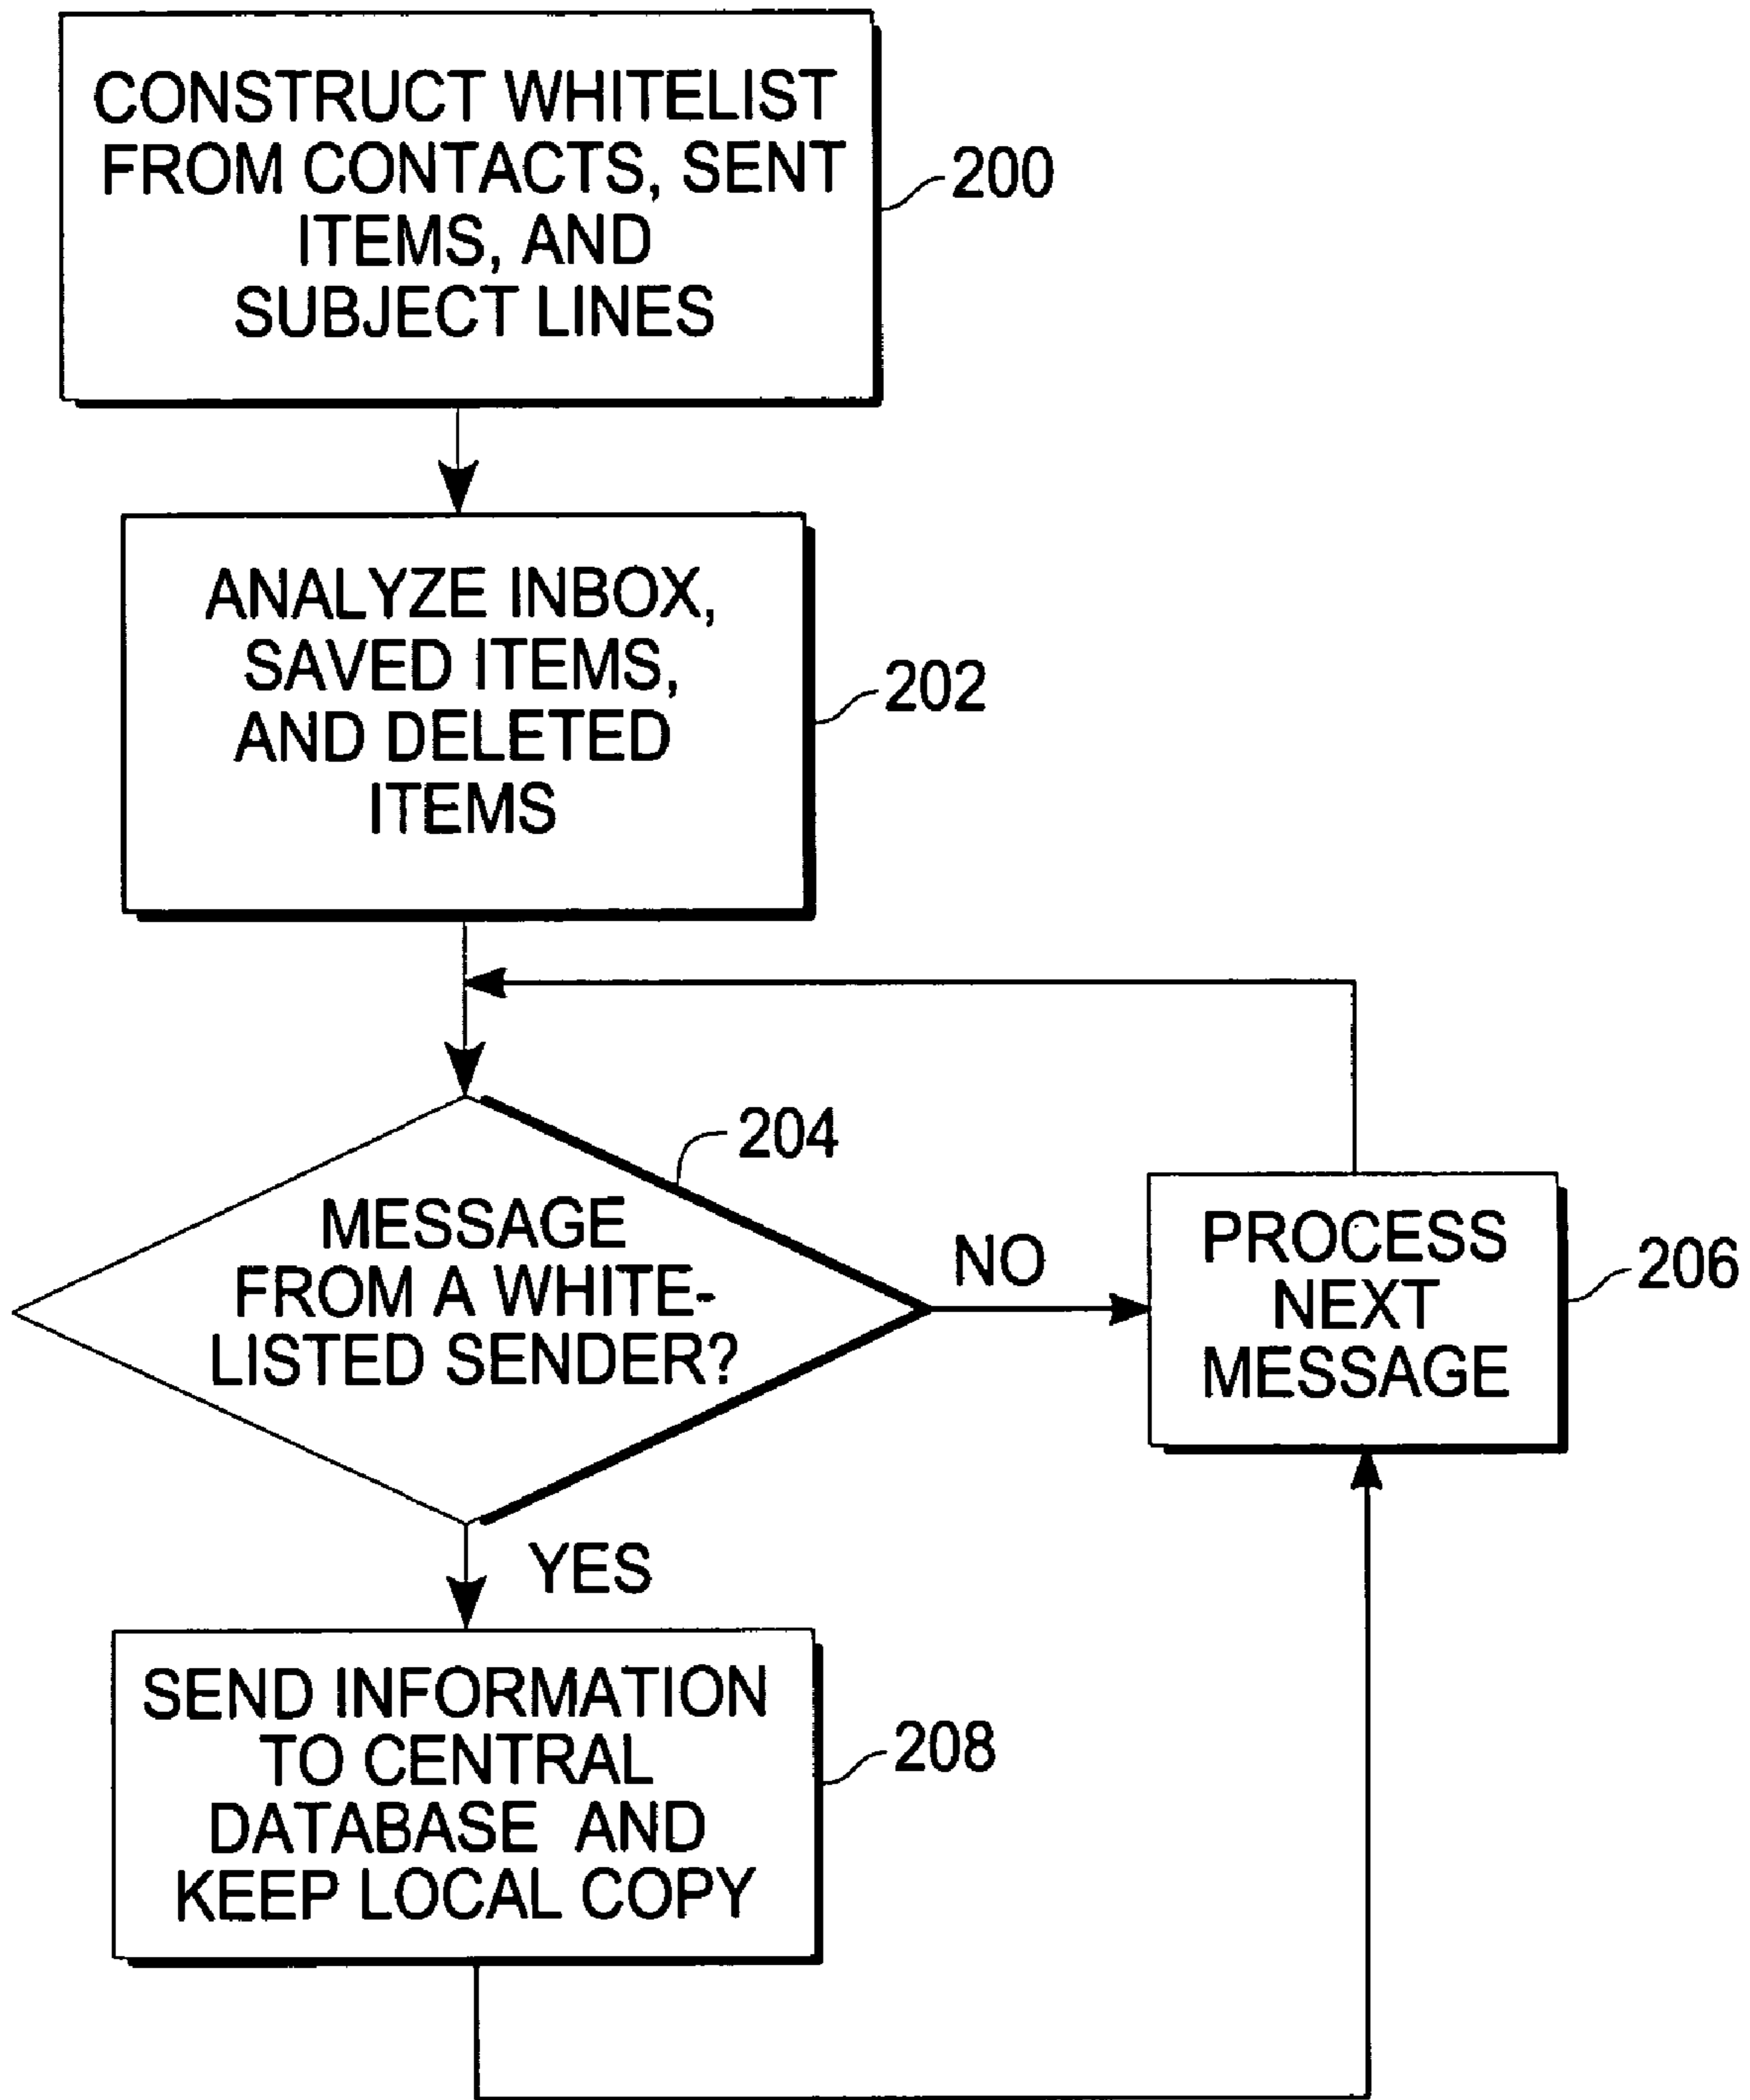 CONSTRUCT WHITELIST
FROM CONTACTS, SENT
ITEMS, AND
SUBJECT LINES
200
ANALYZE INBOX,
SAVED ITEMS,
AND DELETED
ITEMS
202
204
MESSAGE
FROM A WHITE-
LISTED SENDER?
NO
PROCESS
NEXT
MESSAGE
206
YES
SEND INFORMATION
TO CENTRAL
DATABASE AND
KEEP LOCAL COPY
208